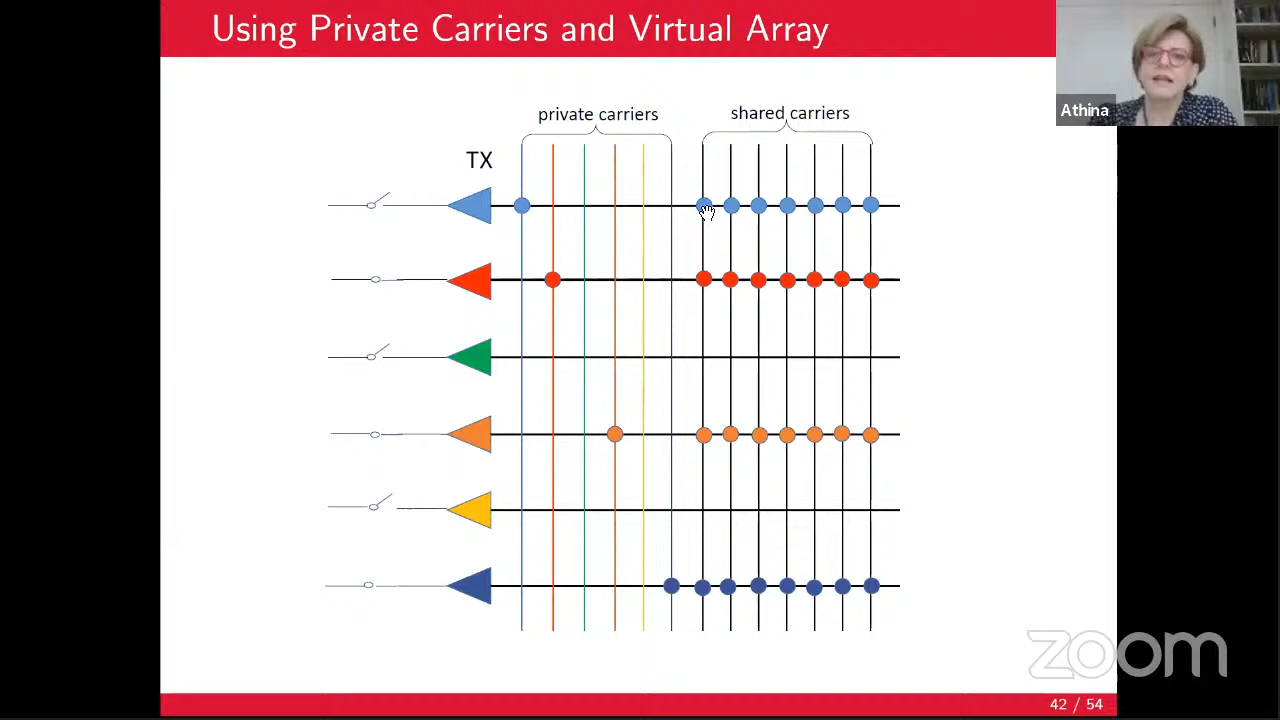 Using Private Carriers and Virtual Array
Athina
private carriers
shared carriers
TX
zoom
42 / 54